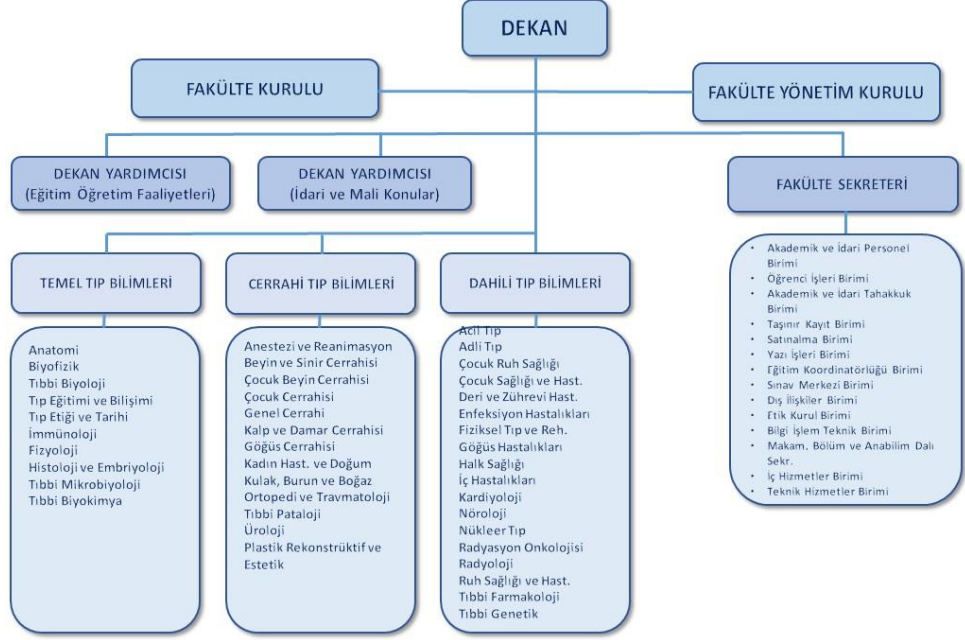 DEKAN
FAKÜLTE KURULU
FAKÜLTE YÖNETİM KURULU
DEKAN YARDIMCISI
(Eğitim Öğretim Faaliyetleri)
DEKAN YARDIMCISI
(İdari ve Mali Konular)
FAKÜLTE SEKRETERİ
TEMEL TIP BİLİMLERİ
CERRAHİ TIP BİLİMLERİ
DAHİLİ TIP BİLİMLERİ
Anatomi
Biyofizik
Tıbbi Biyoloji
Tıp Eğitimi ve Bilişimi
Tıp Etiği ve Tarihi
İmmünoloji
Fizyoloji
Histoloji ve Embriyoloji
Tıbbi Mikrobiyoloji
Tıbbi Biyokimya
Anestezi ve Reanimasyon
Beyin ve Sinir Cerrahisi
Çocuk Beyin Cerrahisi
Çocuk Cerrahisi
Genel Cerrahi
Kalp ve Damar Cerrahisi
Göğüs Cerrahisi
Kadın Hast. ve Doğum
Kulak, Burun ve Boğaz
Ortopedi ve Travmatoloji
Tıbbi Pataloji
Üroloji
Plastik Rekonstrüktif ve
Estetik
Acil Tıp
Adli Tıp
Çocuk Ruh Sağlığı
Çocuk Sağlığı ve Hast.
Deri ve Zührevi Hast.
Enfeksiyon Hastalıkları
Fiziksel Tıp ve Reh.
Göğüs Hastalıkları
Halk Sağlığı
İç Hastalıkları
Kardiyoloji
Nöroloji
Nükleer Tıp
Radyasyon Onkolojisi
Radyoloji
Ruh Sağlığı ve Hast.
Tıbbi Farmakoloji
Tıbbi Genetik
• Akademik ve İdari Personel
Birimi
• Öğrenci İşleri Birimi
• Akademik ve İdari Tahakkuk
Birimi
• Taşınır Kayıt Birimi
• Satınalma Birimi
• Yazı İşleri Birimi
• Eğitim Koordinatörlüğü Birimi
• Sınav Merkezi Birimi
• Dış İlişkiler Birimi
• Etik Kurul Birimi
• Bilgi İşlem Teknik Birimi
• Makam, Bölüm ve Anabilim Dalı
Sekr.
• İç Hizmetler Birimi
• Teknik Hizmetler Birimi